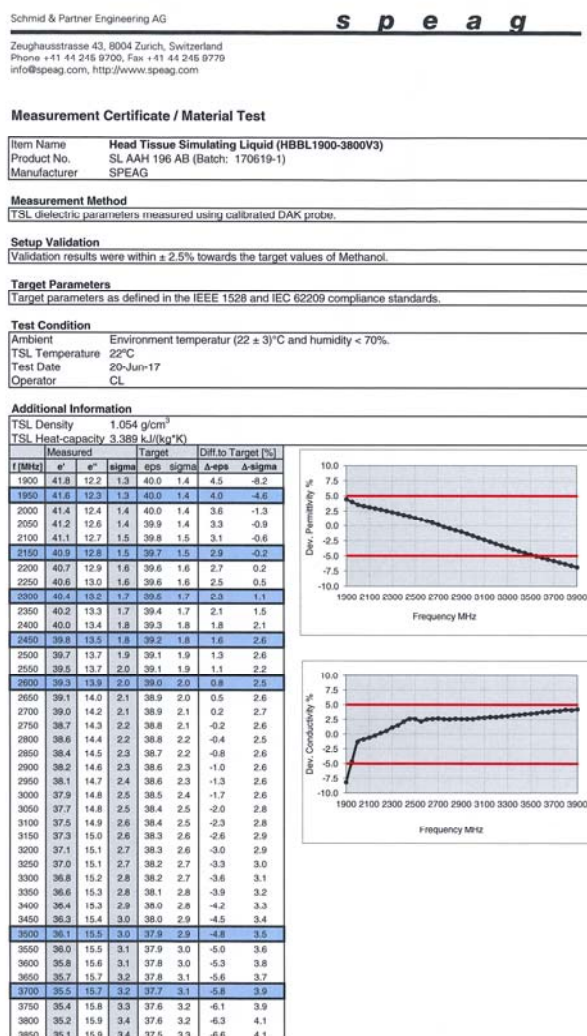 Schmid & Partner Engineering AG
s p e a g
Zeughausstrasse 43, 8004 Zurich, Switzerland
Phone +41 44 245 9700, Fax +41 44 245 9779
info@speag.com, http://www.speag.com
Measurement Certificate / Material Test
Item Name Head Tissue Simulating Liquid (HBBL1900-3800V3)
Product No. SL AAH 196 AB (Batch: 170619-1)
Manufacturer SPEAG
Measurement Method
TSL dielectric parameters measured using calibrated DAK probe.
Setup Validation
Validation results were within ± 2.5% towards the target values of Methanol.
Target Parameters
Target parameters as defined in the IEEE 1528 and IEC 62209 compliance standards.
Test Condition
Ambient Environment temperatur (22 ± 3)°C and humidity < 70%.
TSL Temperature 22°C
Test Date 20-Jun-17
Operator CL
Additional Information
TSL Density 1.054 g/cm³
TSL Heat-capacity 3.389 kJ/(kg*K)
Measured Target Diff.to Target [%]
f [MHz] e' e" sigma eps sigma Δ-eps Δ-sigma
1900 41.8 12.2 1.3 40.0 1.4 4.5 -8.2
1950 41.6 12.3 1.3 40.0 1.4 4.0 -4.6
2000 41.4 12.4 1.4 40.0 1.4 3.6 -1.3
2050 41.2 12.6 1.4 39.9 1.4 3.3 -0.9
2100 41.1 12.7 1.5 39.8 1.5 3.1 -0.6
2150 40.9 12.8 1.5 39.7 1.5 2.9 -0.2
2200 40.7 12.9 1.6 39.6 1.6 2.7 0.2
2250 40.6 13.0 1.6 39.6 1.6 2.5 0.5
2300 40.4 13.2 1.7 39.5 1.7 2.3 1.1
2350 40.2 13.3 1.7 39.4 1.7 2.1 1.5
2400 40.0 13.4 1.8 39.3 1.8 1.8 2.1
2450 39.8 13.5 1.8 39.2 1.8 1.6 2.6
2500 39.7 13.7 1.9 39.1 1.9 1.3 2.6
2550 39.5 13.7 2.0 39.1 1.9 1.1 2.2
2600 39.3 13.9 2.0 39.0 2.0 0.8 2.5
2650 39.1 14.0 2.1 38.9 2.0 0.5 2.6
2700 39.0 14.2 2.1 38.9 2.1 0.2 2.7
2750 38.7 14.3 2.2 38.8 2.1 -0.2 2.6
2800 38.6 14.4 2.2 38.8 2.2 -0.4 2.5
2850 38.4 14.5 2.3 38.7 2.2 -0.8 2.6
2900 38.2 14.6 2.3 38.6 2.3 -1.0 2.6
2950 38.1 14.7 2.4 38.6 2.3 -1.3 2.6
3000 37.9 14.8 2.5 38.5 2.4 -1.7 2.6
3050 37.7 14.8 2.5 38.4 2.5 -2.0 2.8
3100 37.5 14.9 2.6 38.4 2.5 -2.3 2.8
3150 37.3 15.0 2.6 38.3 2.6 -2.6 2.9
3200 37.1 15.1 2.7 38.3 2.6 -3.0 2.9
3250 37.0 15.1 2.7 38.2 2.7 -3.3 3.0
3300 36.8 15.2 2.8 38.2 2.7 -3.6 3.1
3350 36.6 15.3 2.8 38.1 2.8 -3.9 3.2
3400 36.4 15.3 2.9 38.0 2.8 -4.2 3.3
3450 36.3 15.4 3.0 38.0 2.9 -4.5 3.4
3500 36.1 15.5 3.0 37.9 2.9 -4.8 3.5
3550 36.0 15.5 3.1 37.9 3.0 -5.0 3.6
3600 35.8 15.6 3.1 37.8 3.0 -5.3 3.8
3650 35.7 15.7 3.2 37.8 3.1 -5.6 3.7
3700 35.5 15.7 3.2 37.7 3.1 -5.8 3.9
3750 35.4 15.8 3.3 37.6 3.2 -6.1 3.9
3800 35.2 15.9 3.4 37.6 3.2 -6.3 4.1
3850 35.1 15.9 3.4 37.5 3.3 -6.6 4.1
Dev. Permittivity %
10.0
7.5
5.0
2.5
0.0
-2.5
-5.0
-7.5
-10.0
1900 2100 2300 2500 2700 2900 3100 3300 3500 3700 3900
Frequency MHz
Dev. Conductivity %
10.0
7.5
5.0
2.5
0.0
-2.5
-5.0
-7.5
-10.0
1900 2100 2300 2500 2700 2900 3100 3300 3500 3700 3900
Frequency MHz